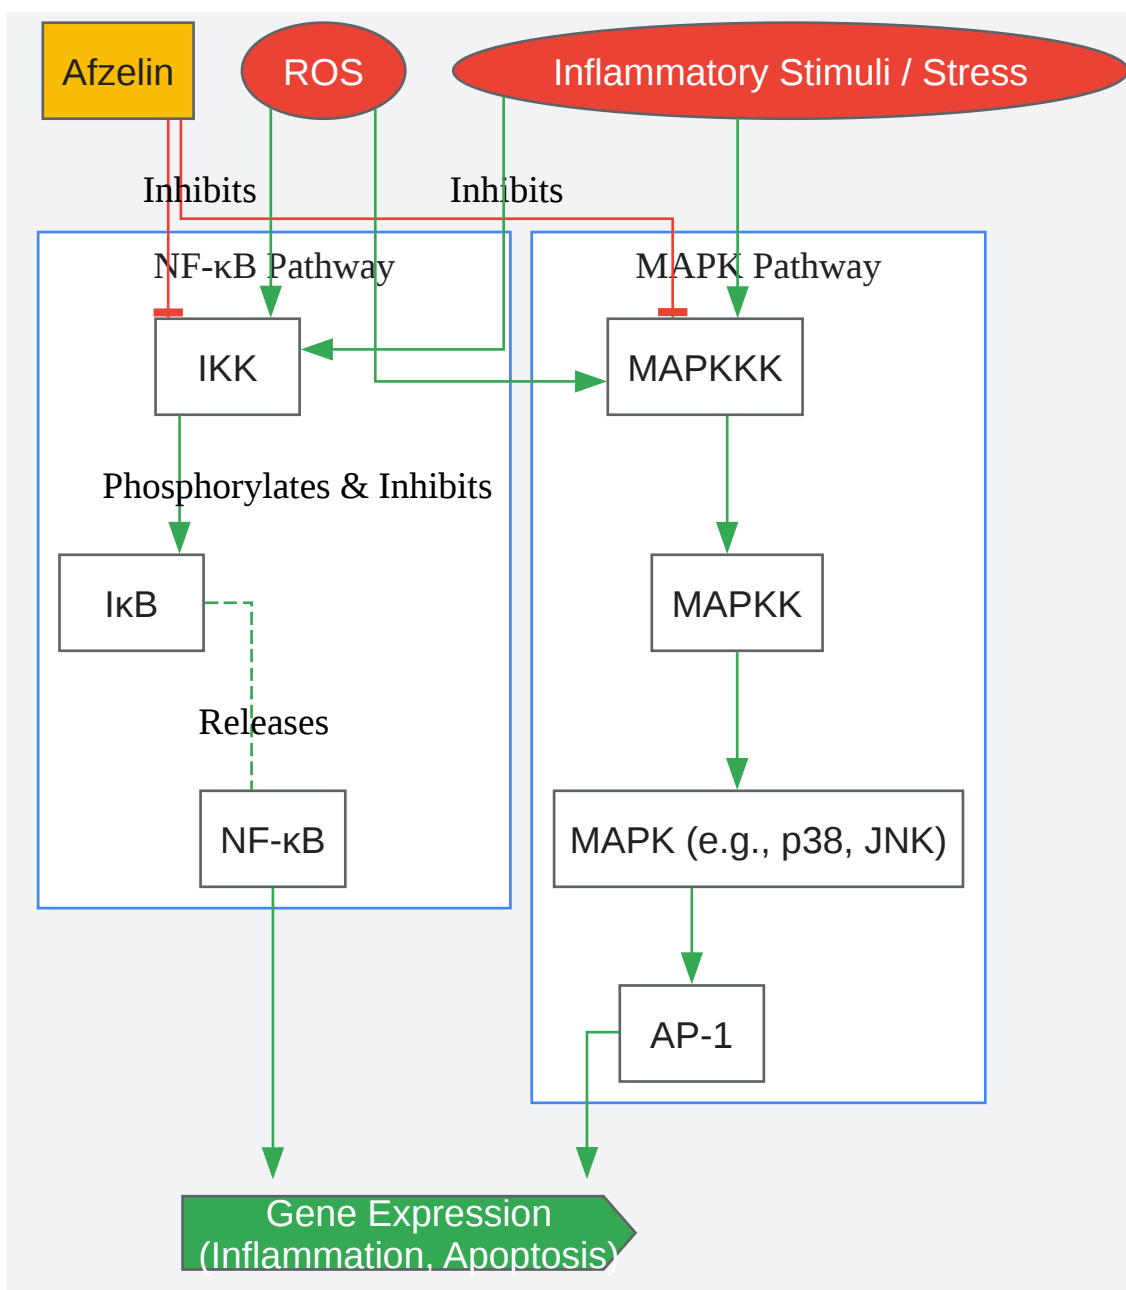 Afzelin
ROS
Inflammatory Stimuli / Stress
Inhibits
Inhibits
NF-κB Pathway
MAPK Pathway
IKK
MAPKKK
Phosphorylates & Inhibits
IκB
MAPKK
Releases
NF-κB
MAPK (e.g., p38, JNK)
AP-1
Gene Expression
(Inflammation, Apoptosis)